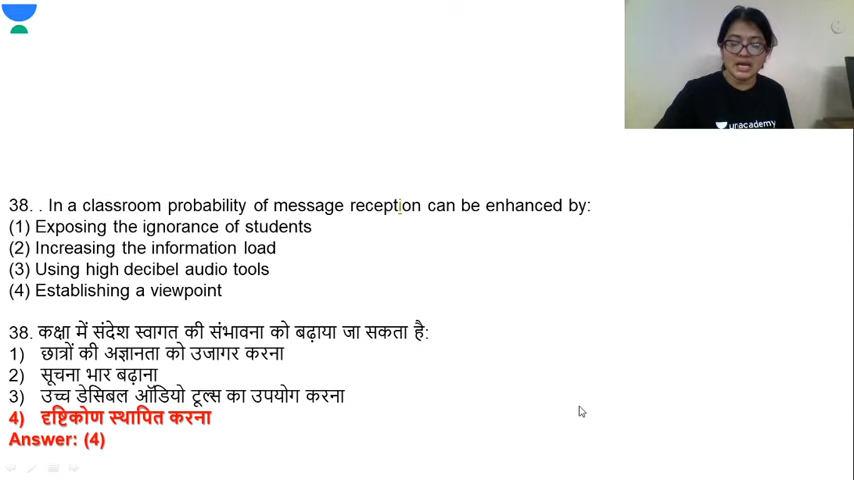 unacademy
38. . In a classroom probability of message reception can be enhanced by:
(1) Exposing the ignorance of students
(2) Increasing the information load
(3) Using high decibel audio tools
(4) Establishing a viewpoint
38. कक्षा में संदेश स्वागत की संभावना को बढ़ाया जा सकता है:
1) छात्रों की अज्ञानता को उजागर करना
2) सूचना भार बढ़ाना
3) उच्च डेसिबल ऑडियो टूल्स का उपयोग करना
4) दृष्टिकोण स्थापित करना
Answer: (4)